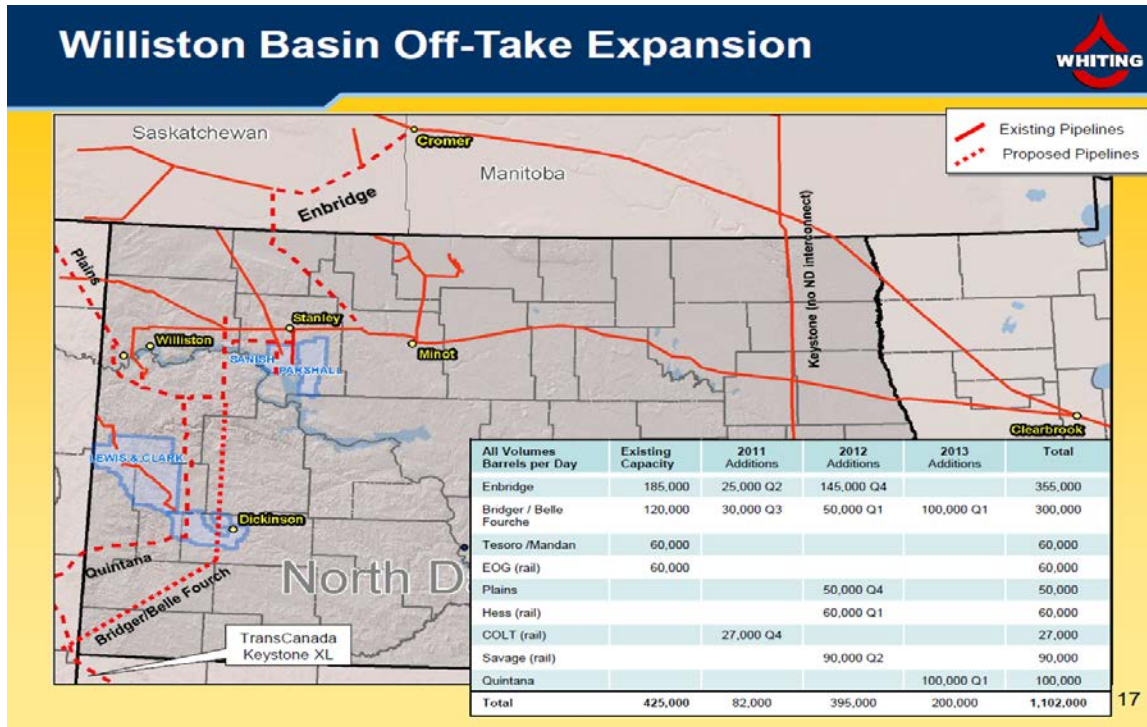 Williston Basin Off-Take Expansion
WHITING
Existing Pipelines
Proposed Pipelines
Saskatchewan
Cromer
Manitoba
Enbridge
Plains
Keystone (no ND interconnect)
Stanley
Williston
Minot
SANISH
PARSHALL
Clearbrook
LEWIS & CLARK
Dickinson
Quintana
North D
Bridger/Belle Fourch
TransCanada
Keystone XL
All Volumes Existing 2011 2012 2013 Total
Barrels per Day Capacity Additions Additions Additions
Enbridge 185,000 25,000 Q2 145,000 Q4 355,000
Bridger / Belle 120,000 30,000 Q3 50,000 Q1 100,000 Q1 300,000
Fourche
Tesoro /Mandan 60,000 60,000
EOG (rail) 60,000 60,000
Plains 50,000 Q4 50,000
Hess (rail) 60,000 Q1 60,000
COLT (rail) 27,000 Q4 27,000
Savage (rail) 90,000 Q2 90,000
Quintana 100,000 Q1 100,000
Total 425,000 82,000 395,000 200,000 1,102,000
17